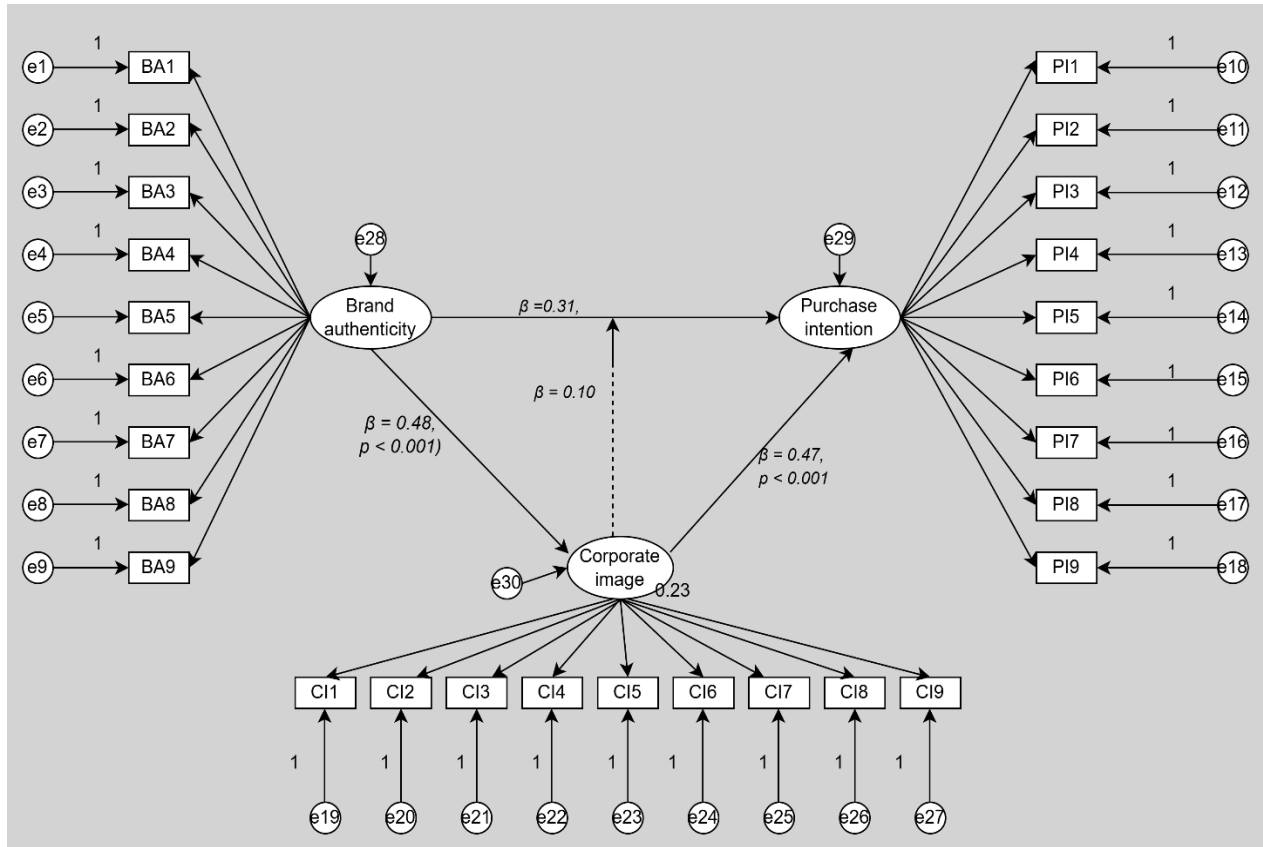 1
1
e1
BA1
PI1
e10
1
1
e2
BA2
PI2
e11
1
1
e3
BA3
PI3
e12
1
1
e4
BA4
e28
e29
PI4
e13
1
1
e5
BA5
Brand
authenticity
β =0.31,
Purchase
intention
PI5
e14
1
1
e6
BA6
β = 0.10
PI6
e15
1
1
e7
BA7
β = 0.48,
p < 0.001)
PI7
e16
1
1
e8
BA8
β = 0.47,
p < 0.001
PI8
e17
1
1
e9
BA9
PI9
e18
Corporate
image
e30
0.23
CI1
CI2
CI3
CI4
CI5
CI6
CI7
CI8
CI9
1
1
1
1
1
1
1
1
1
e19
e20
e21
e22
e23
e24
e25
e26
e27